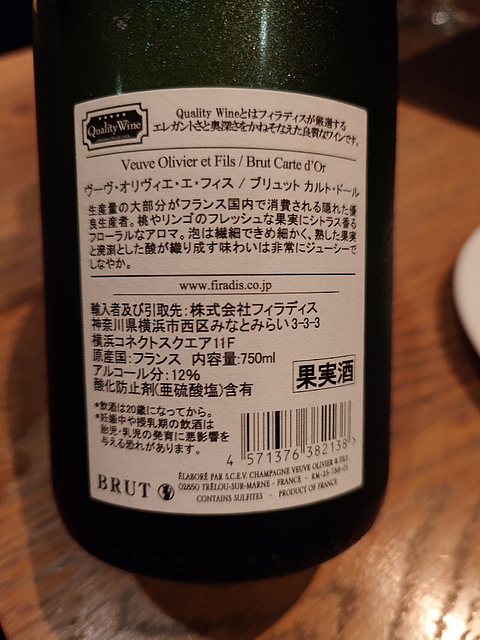 Quality Wine
Quality Wineとはフィラディスが厳選する
エレガントさと奥深さをかねそなえた良質なワインです。
Veuve Olivier et Fils / Brut Carte d'Or
ヴーヴ・オリヴィエ・エ・フィス / ブリュット カルト・ドール
生産量の大部分がフランス国内で消費される隠れた優
良生産者。桃やリンゴのフレッシュな果実にシトラス香る
フローラルなアロマ。泡は繊細できめ細かく、熟した果実
と溌溂とした酸が織り成す味わいは非常にジューシーで
しなやか。
www.firadis.co.jp
輸入者及び引取先：株式会社フィラディス
神奈川県横浜市西区みなとみらい3-3-3
横浜コネクトスクエア11F
原産国：フランス 内容量：750ml
アルコール分：12%
酸化防止剤(亜硫酸塩)含有
果実酒
*飲酒は20歳になってから。
*妊娠中や授乳期の飲酒は
胎児・乳児の発育に悪影響を
与える恐れがあります。
4 571376 382138
BRUT
ÉLABORÉ PAR S.C.E.V. CHAMPAGNE VEUVE OLIVIER & FILS
02850 TRÉLOU-SUR-MARNE - FRANCE - RM-25-789-01
CONTAINS SULFITES - PRODUCT OF FRANCE